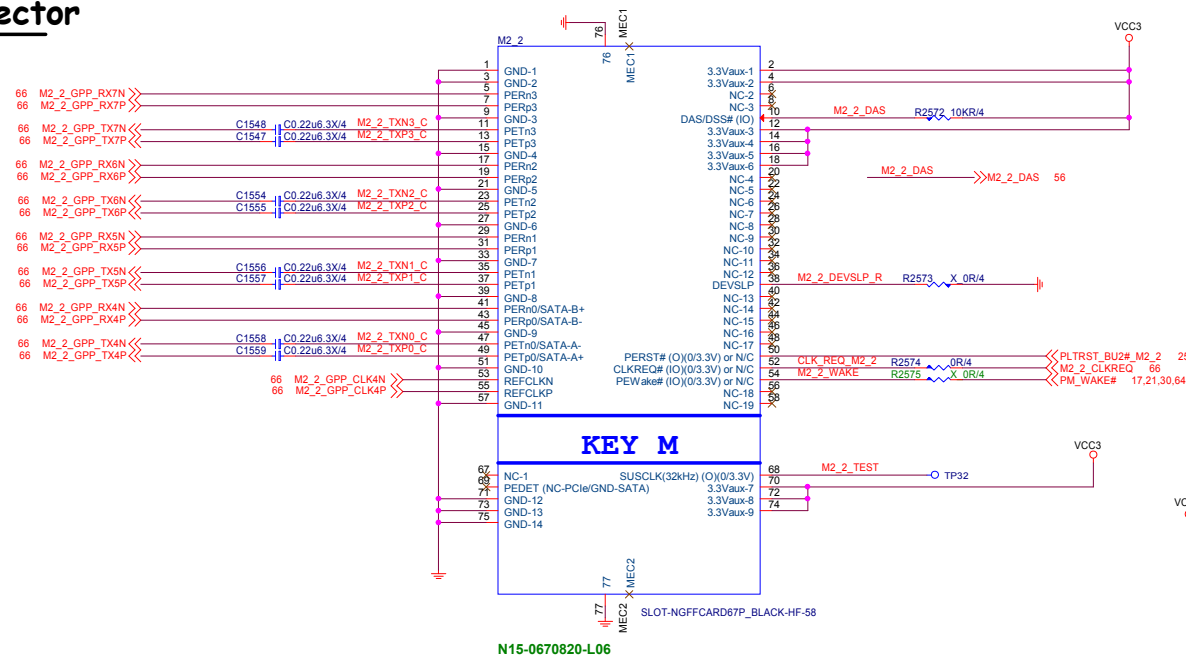 ector
M2_2
76
76
MEC1
MEC1
VCC3
1 GND-1 3.3Vaux-1 2
3 GND-2 3.3Vaux-2 4
66 M2_2_GPP_RX7N 5 PERn3 NC-2 6
66 M2_2_GPP_RX7P 7 PERp3 NC-3 8
9 GND-3 DAS/DSS# (IO) 10 M2_2_DAS R2572 10KR/4
66 M2_2_GPP_TX7N C1548 C0.22u6.3X/4 M2_2_TXN3_C 11 PETn3 3.3Vaux-3 12
66 M2_2_GPP_TX7P C1547 C0.22u6.3X/4 M2_2_TXP3_C 13 PETp3 3.3Vaux-4 14
15 GND-4 3.3Vaux-5 16
66 M2_2_GPP_RX6N 17 PERn2 3.3Vaux-6 18
66 M2_2_GPP_RX6P 19 PERp2 NC-4 20 M2_2_DAS M2_2_DAS 56
21 GND-5 NC-5 22
66 M2_2_GPP_TX6N C1554 C0.22u6.3X/4 M2_2_TXN2_C 23 PETn2 NC-6 24
66 M2_2_GPP_TX6P C1555 C0.22u6.3X/4 M2_2_TXP2_C 25 PETp2 NC-7 26
27 GND-6 NC-8 28
66 M2_2_GPP_RX5N 29 PERn1 NC-9 30
66 M2_2_GPP_RX5P 31 PERp1 NC-10 32
33 GND-7 NC-11 34
66 M2_2_GPP_TX5N C1556 C0.22u6.3X/4 M2_2_TXN1_C 35 PETn1 NC-12 36
66 M2_2_GPP_TX5P C1557 C0.22u6.3X/4 M2_2_TXP1_C 37 PETp1 DEVSLP 38 M2_2_DEVSLP_R R2573 X_0R/4
39 GND-8 NC-13 40
66 M2_2_GPP_RX4N 41 PERn0/SATA-B+ NC-14 42
66 M2_2_GPP_RX4P 43 PERp0/SATA-B- NC-15 44
45 GND-9 NC-16 46
66 M2_2_GPP_TX4N C1558 C0.22u6.3X/4 M2_2_TXN0_C 47 PETn0/SATA-A- NC-17 48
66 M2_2_GPP_TX4P C1559 C0.22u6.3X/4 M2_2_TXP0_C 49 PETp0/SATA-A+ PERST# (O)(0/3.3V) or N/C 50 PLTRST_BU2#_M2_2 25
51 GND-10 CLKREQ# (IO)(0/3.3V) or N/C 52 CLK_REQ_M2_2 R2574 0R/4 M2_2_CLKREQ 66
66 M2_2_GPP_CLK4N 53 REFCLKN PEWake# (IO)(0/3.3V) or N/C 54 M2_2_WAKE R2575 X_0R/4 PM_WAKE# 17,21,30,64
66 M2_2_GPP_CLK4P 55 REFCLKP NC-18 56
57 GND-11 NC-19 58
KEY M
VCC3
67 NC-1 SUSCLK(32kHz) (O)(0/3.3V) 68 M2_2_TEST TP32
69 PEDET (NC-PCIe/GND-SATA) 3.3Vaux-7 70
71 GND-12 3.3Vaux-8 72
73 GND-13 3.3Vaux-9 74
75 GND-14
VC
77
77
MEC2
MEC2
SLOT-NGFFCARD67P_BLACK-HF-58
N15-0670820-L06